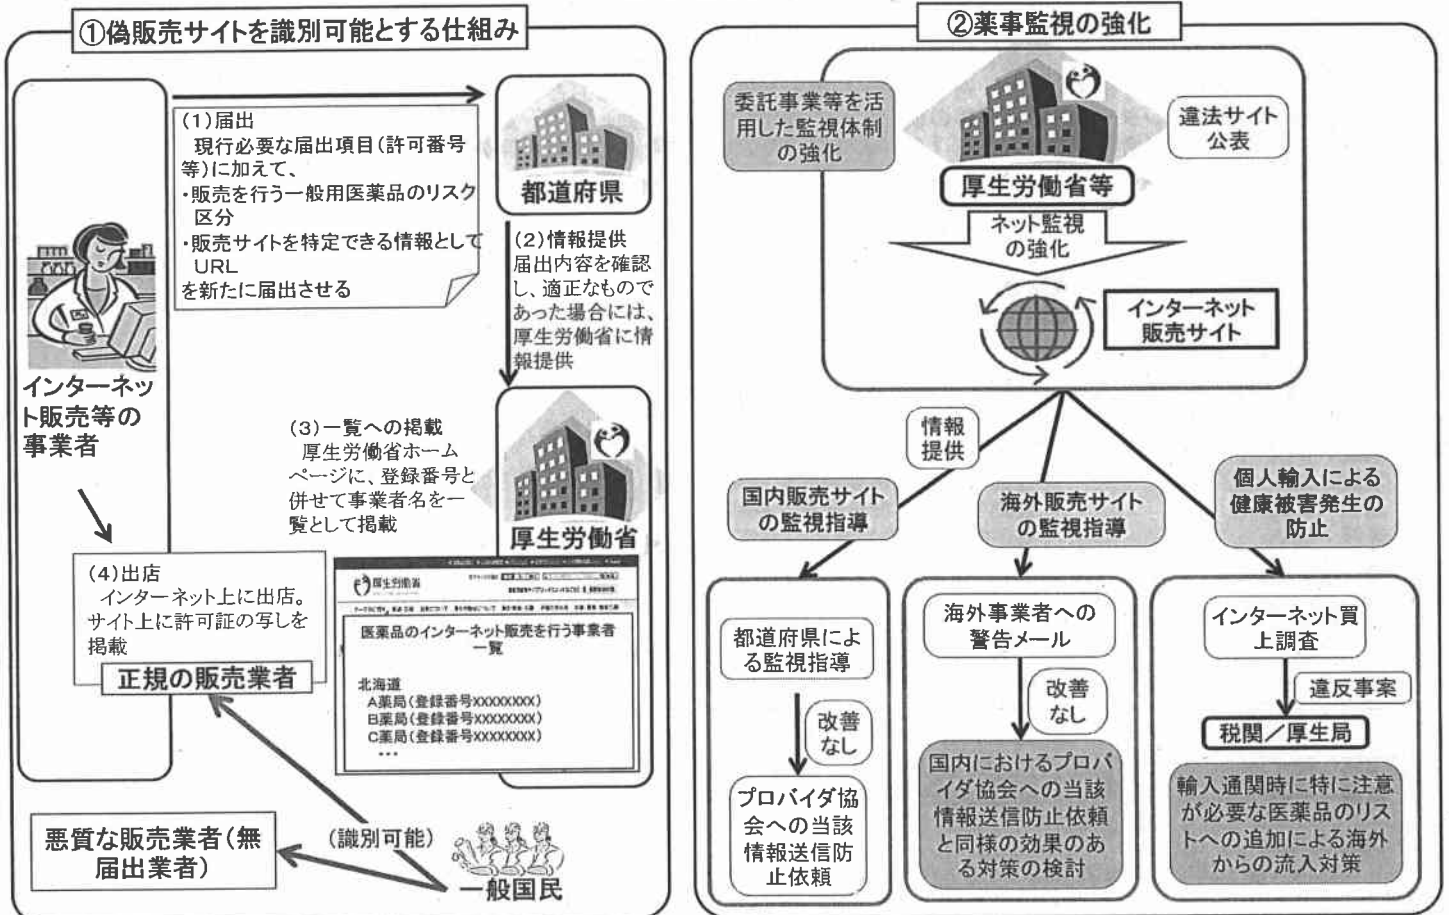 ①偽販売サイトを識別可能とする仕組み
(1)届出
現行必要な届出項目(許可番号
等)に加えて、
・販売を行う一般用医薬品のリスク
区分
・販売サイトを特定できる情報として
URL
を新たに届出させる
都道府県
(2)情報提供
届出内容を確認
し、適正なもので
あった場合には、
厚生労働省に情
報提供
インターネッ
ト販売等の
事業者
(3)一覧への掲載
厚生労働省ホーム
ページに、登録番号と
併せて事業者名を一
覧として掲載
厚生労働省
(4)出店
インターネット上に出店。
サイト上に許可証の写しを
掲載
正規の販売業者
厚生労働省
医薬品のインターネット販売を行う事業者
一覧
北海道
A薬局(登録番号XXXXXXXX)
B薬局(登録番号XXXXXXXX)
C薬局(登録番号XXXXXXXX)
・・・
悪質な販売業者(無
届出業者)
(識別可能)
一般国民
②薬事監視の強化
委託事業等を活
用した監視体制
の強化
違法サイト
公表
厚生労働省等
ネット監視
の強化
インターネット
販売サイト
情報
提供
国内販売サイト
の監視指導
海外販売サイト
の監視指導
個人輸入による
健康被害発生の
防止
都道府県によ
る監視指導
改善
なし
プロバイダ協
会への当該
情報送信防
止依頼
海外事業者への
警告メール
改善
なし
国内におけるプロバ
イダ協会への当該
情報送信防止依頼
と同様の効果のあ
る対策の検討
インターネット買
上調査
違反事案
税関／厚生局
輸入通関時に特に注意
が必要な医薬品のリス
トへの追加による海外
からの流入対策